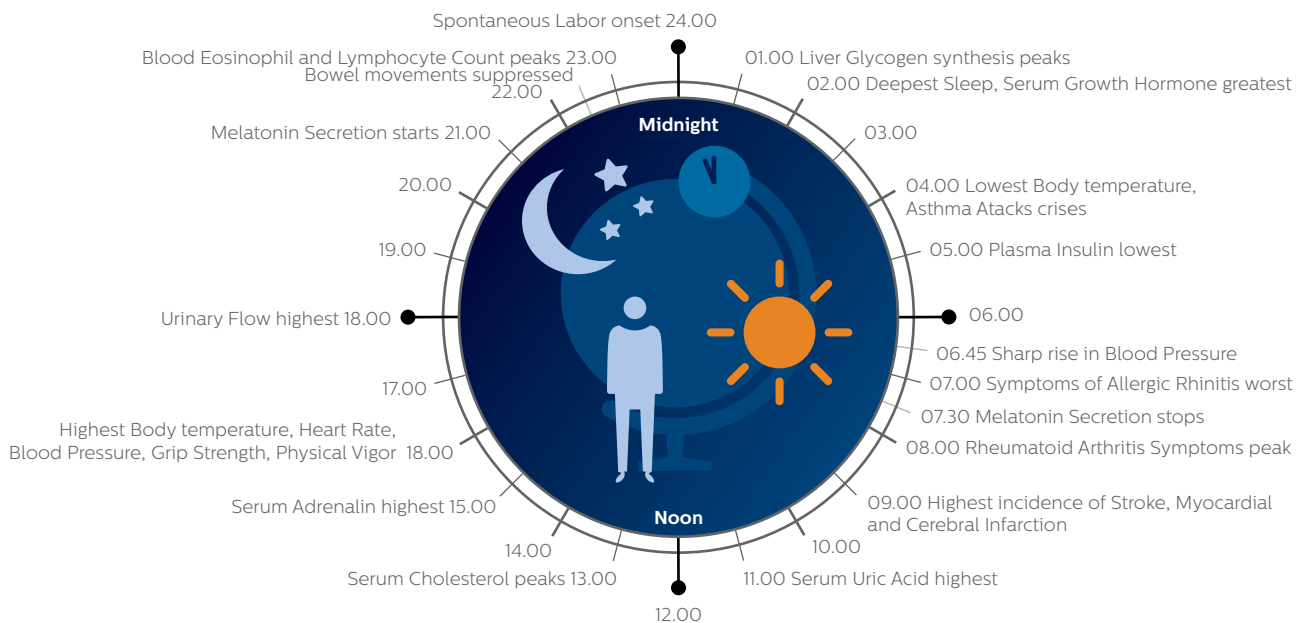 Spontaneous Labor onset 24.00
Blood Eosinophil and Lymphocyte Count peaks 23.00
Bowel movements suppressed
22.00
Melatonin Secretion starts 21.00
20.00
19.00
Urinary Flow highest 18.00
17.00
Highest Body temperature, Heart Rate,
Blood Pressure, Grip Strength, Physical Vigor 18.00
Serum Adrenalin highest 15.00
14.00
Serum Cholesterol peaks 13.00
12.00
Midnight
Noon
01.00 Liver Glycogen synthesis peaks
02.00 Deepest Sleep, Serum Growth Hormone greatest
03.00
04.00 Lowest Body temperature,
Asthma Atacks crises
05.00 Plasma Insulin lowest
06.00
06.45 Sharp rise in Blood Pressure
07.00 Symptoms of Allergic Rhinitis worst
07.30 Melatonin Secretion stops
08.00 Rheumatoid Arthritis Symptoms peak
09.00 Highest incidence of Stroke, Myocardial
and Cerebral Infarction
10.00
11.00 Serum Uric Acid highest